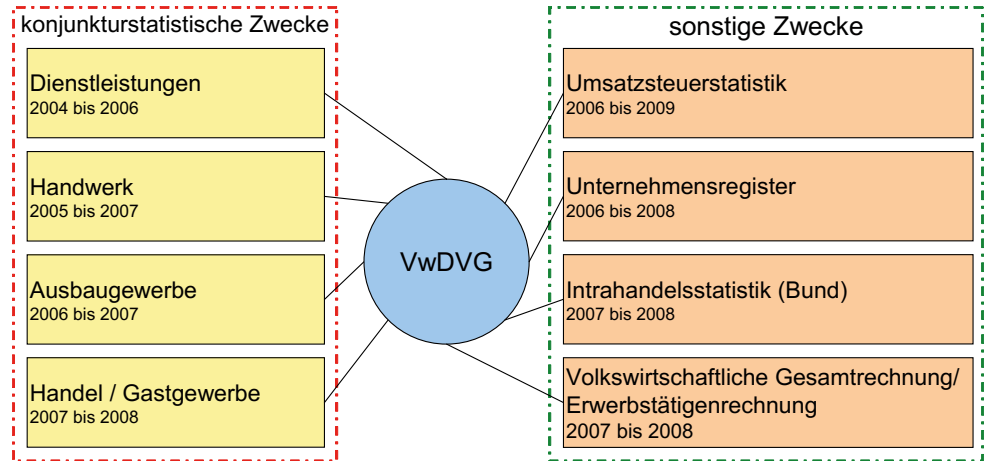 konjunkturstatistische Zwecke
Dienstleistungen
2004 bis 2006
Handwerk
2005 bis 2007
Ausbaugewerbe
2006 bis 2007
Handel / Gastgewerbe
2007 bis 2008
VwDVG
sonstige Zwecke
Umsatzsteuerstatistik
2006 bis 2009
Unternehmensregister
2006 bis 2008
Intrahandelsstatistik (Bund)
2007 bis 2008
Volkswirtschaftliche Gesamtrechnung/
Erwerbstätigenrechnung
2007 bis 2008